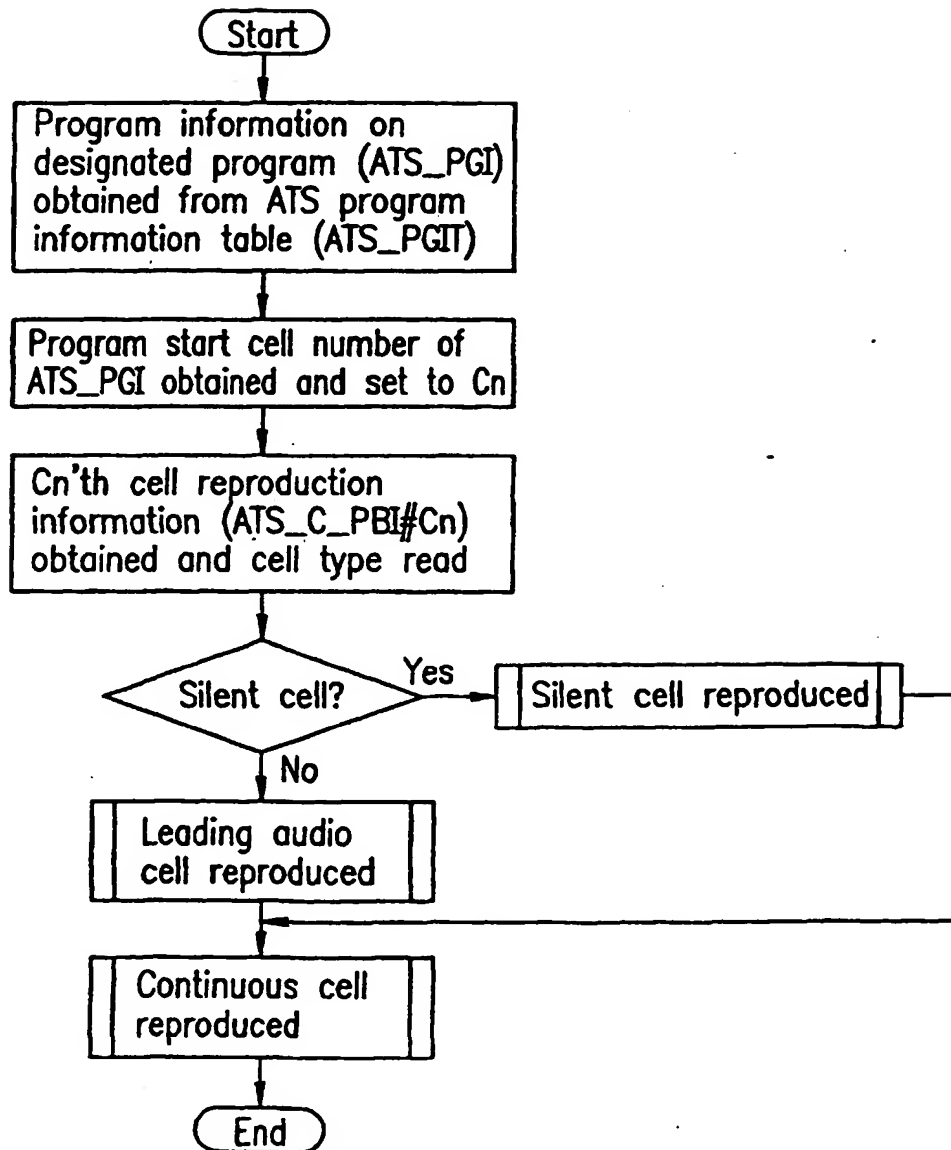 Start
Program information on
designated program (ATS_PGI)
obtained from ATS program
information table (ATS_PGIT)
Program start cell number of
ATS_PGI obtained and set to Cn
Cn'th cell reproduction
information (ATS_C_PBI#Cn)
obtained and cell type read
Silent cell?
Yes
Silent cell reproduced
No
Leading audio
cell reproduced
Continuous cell
reproduced
End